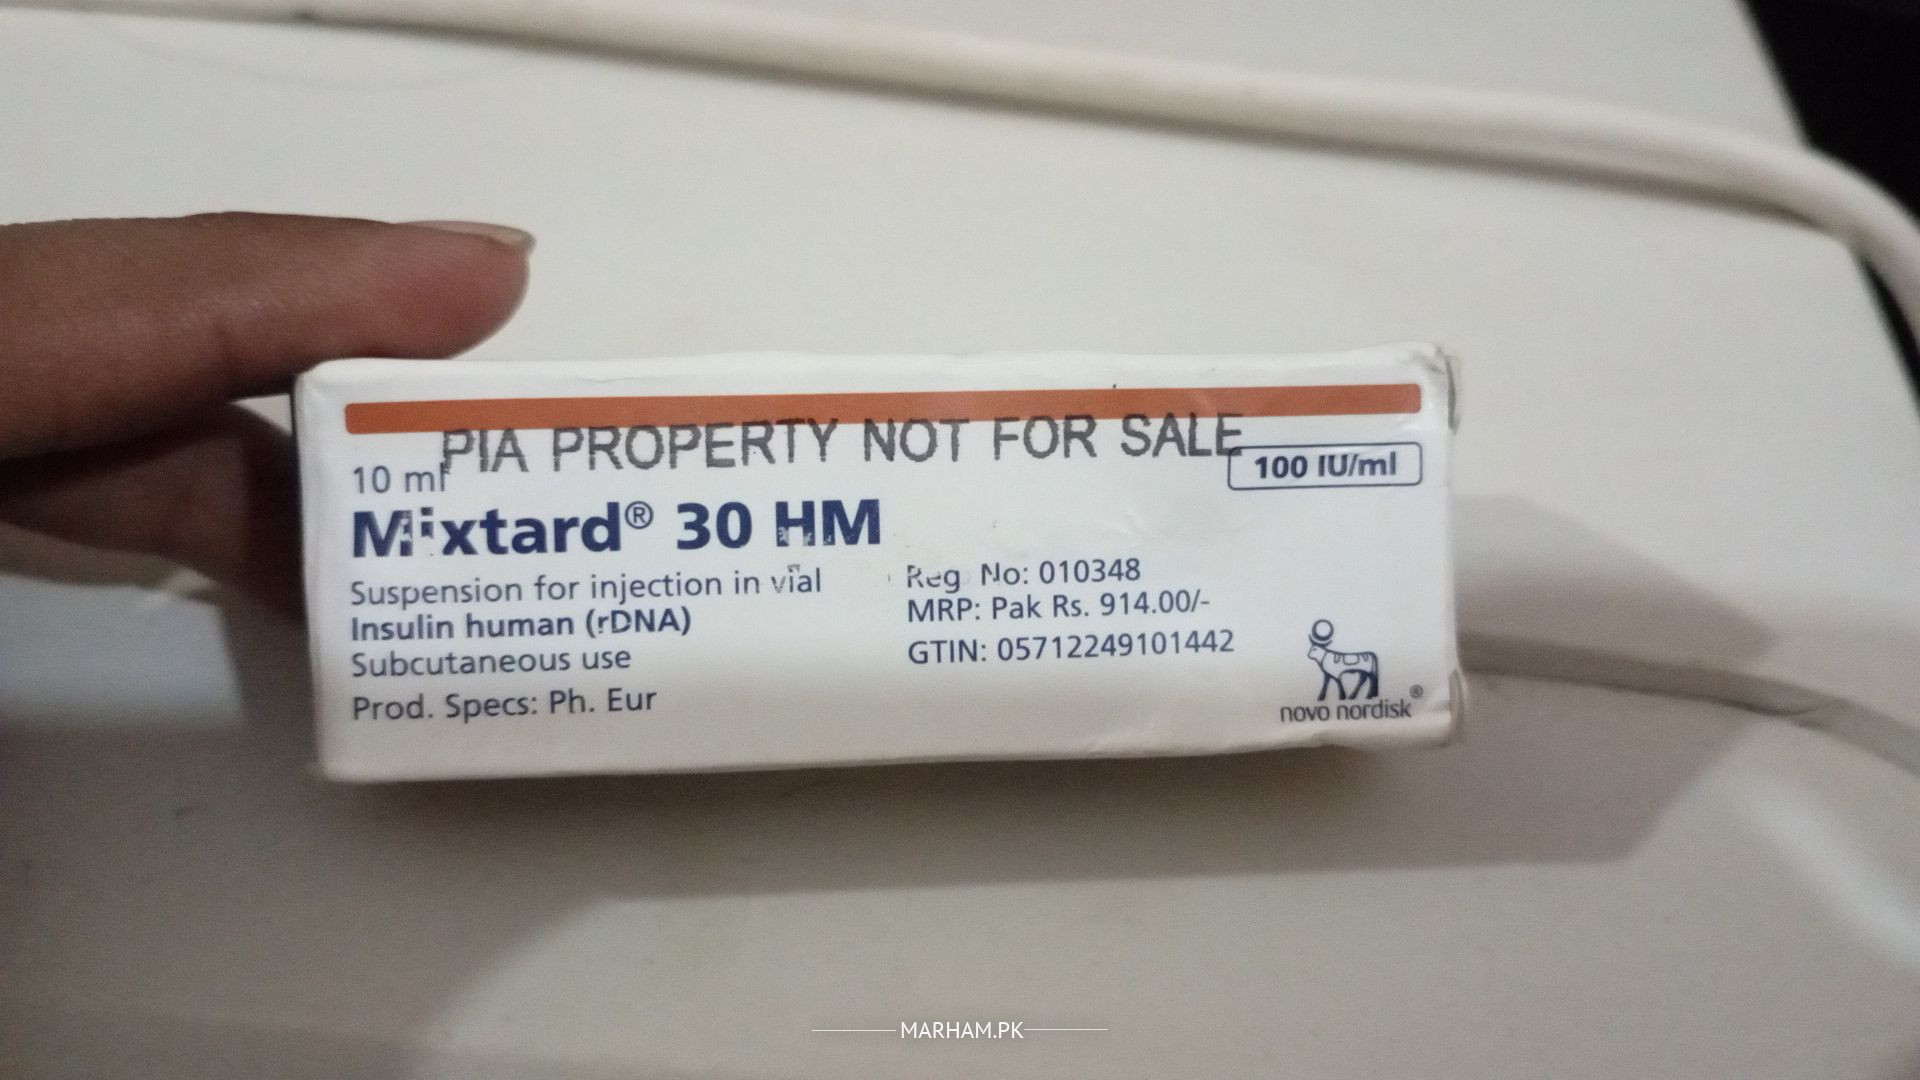 PIA PROPERTY NOT FOR SALE
10 ml
100 IU/ml
Mixtard® 30 HM
Suspension for injection in vial
Insulin human (rDNA)
Subcutaneous use
Prod. Specs: Ph. Eur
Reg No: 010348
MRP: Pak Rs. 914.00/-
GTIN: 05712249101442
novo nordisk®
MARHAM.PK